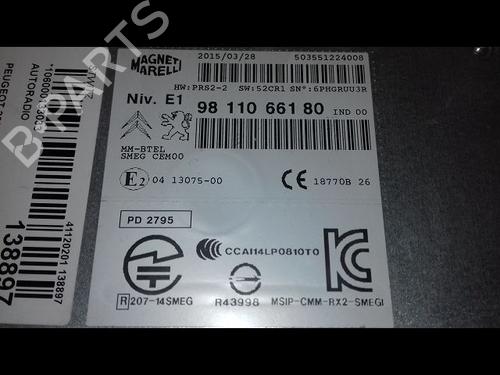 MAGNETI
MARELLI
2015/03/28
503551224008
HW:PRS2-2 SW:52CR1 SN°:6PHGRUU3R
Niv. E1
98 110 661 80 IND 00
MM-BTEL
SMEG CEM00
E2 04 13075-00
CE 18770B 26
PD 2795
CCAI14LP0810T0
R 207-14SMEG
R43998
MSIP-CMM-RX2-SMEGI
AUTORADIO
PEUGEOT
138897
41120201 138897